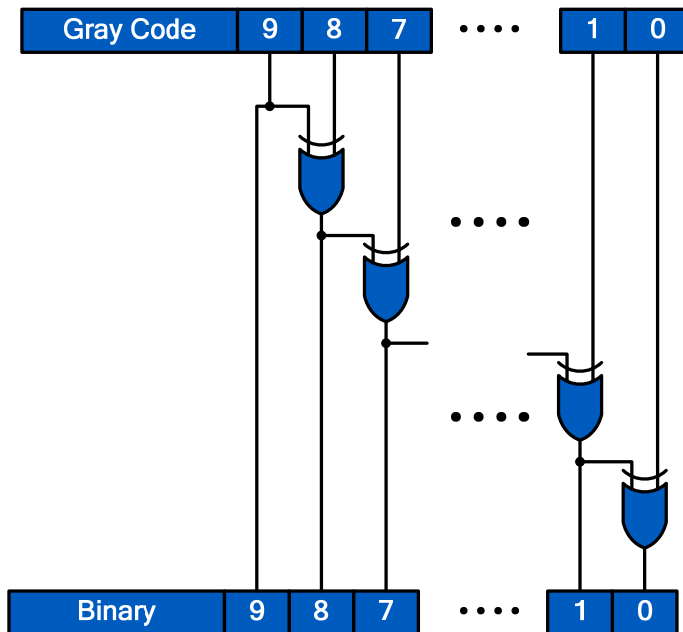 Gray Code 9 8 7 •••• 1 0
Binary 9 8 7 •••• 1 0